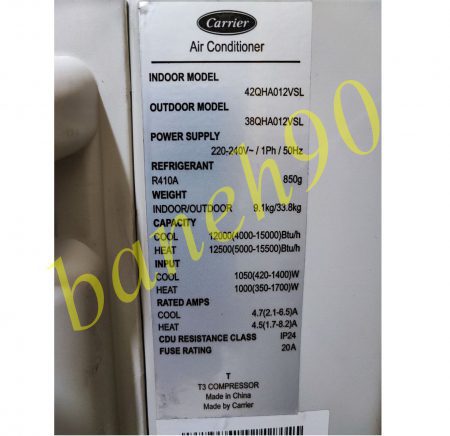 Carrier
Air Conditioner
INDOOR MODEL
42QHA012VSL
OUTDOOR MODEL
38QHA012VSL
POWER SUPPLY
220-240V~ / 1Ph / 50Hz
REFRIGERANT
R410A 850g
WEIGHT
INDOOR/OUTDOOR 9.1kg/33.8kg
CAPACITY
COOL 12000(4000-15000)Btu/h
HEAT 12500(5000-15500)Btu/h
INPUT
COOL 1050(420-1400)W
HEAT 1000(350-1700)W
RATED AMPS
COOL 4.7(2.1-6.5)A
HEAT 4.5(1.7-8.2)A
CDU RESISTANCE CLASS IP24
FUSE RATING 20A
T
T3 COMPRESSOR
Made in China
Made by Carrier
baneh90